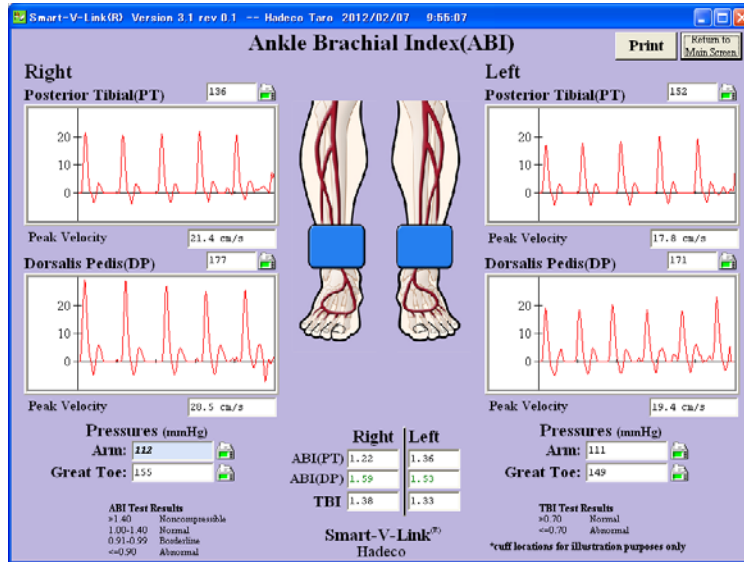 Smart-V-Link(R) Version 3.1 rev 0.1 -- Hadeco Taro 2012/02/07 9:55:07
Ankle Brachial Index(ABI)
Print
Return to
Main Screen
Right
Posterior Tibial(PT) 136
20
10
0
Peak Velocity 21.4 cm/s
Dorsalis Pedis(DP) 177
20
10
0
Peak Velocity 28.5 cm/s
Pressures (mmHg)
Arm: 112
Great Toe: 155
ABI Test Results
>1.40 Noncompressible
1.00-1.40 Normal
0.91-0.99 Borderline
<=0.90 Abnormal
Right Left
ABI(PT) 1.22 1.36
ABI(DP) 1.59 1.53
TBI 1.38 1.33
Smart-V-Link(R)
Hadeco
Left
Posterior Tibial(PT) 152
20
10
0
Peak Velocity 17.8 cm/s
Dorsalis Pedis(DP) 171
20
10
0
Peak Velocity 19.4 cm/s
Pressures (mmHg)
Arm: 111
Great Toe: 149
TBI Test Results
>0.70 Normal
<=0.70 Abnormal
*cuff locations for illustration purposes only